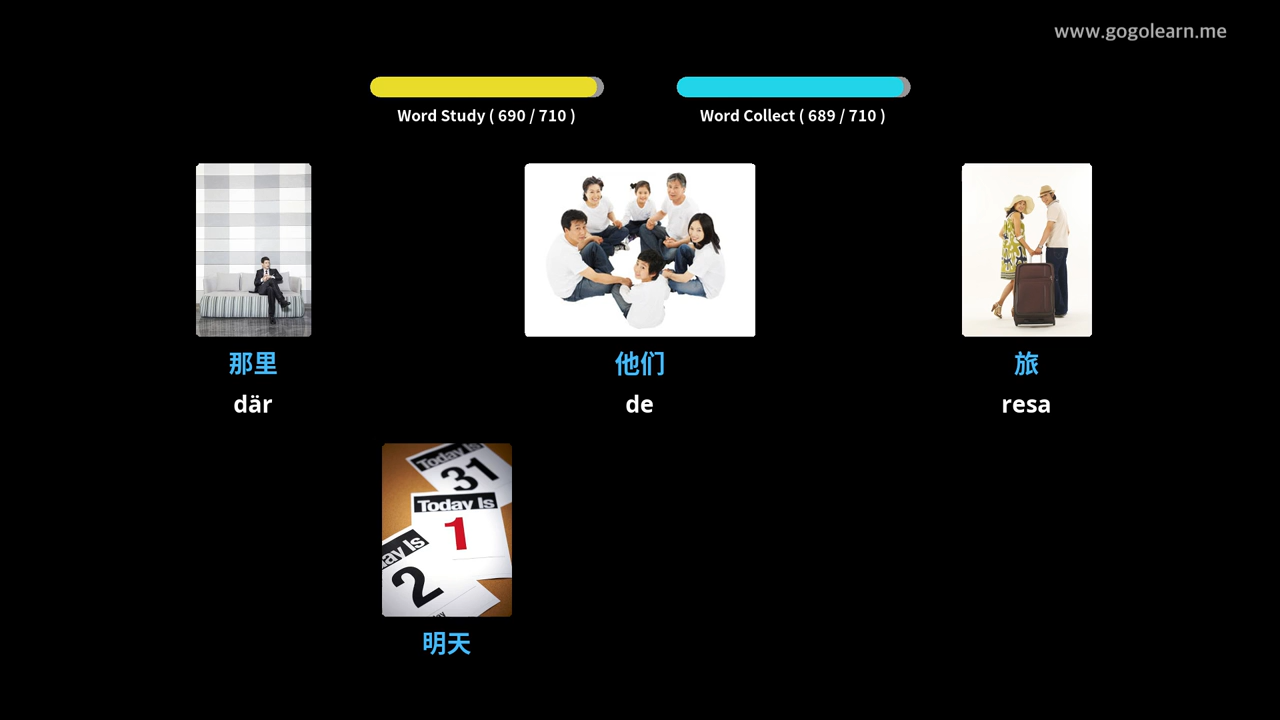 www.gogolearn.me
Word Study ( 690 / 710 )
Word Collect ( 689 / 710 )
那里
他们
旅
där
de
resa
Today Is
31
Today Is
1
ay Is
2
明天